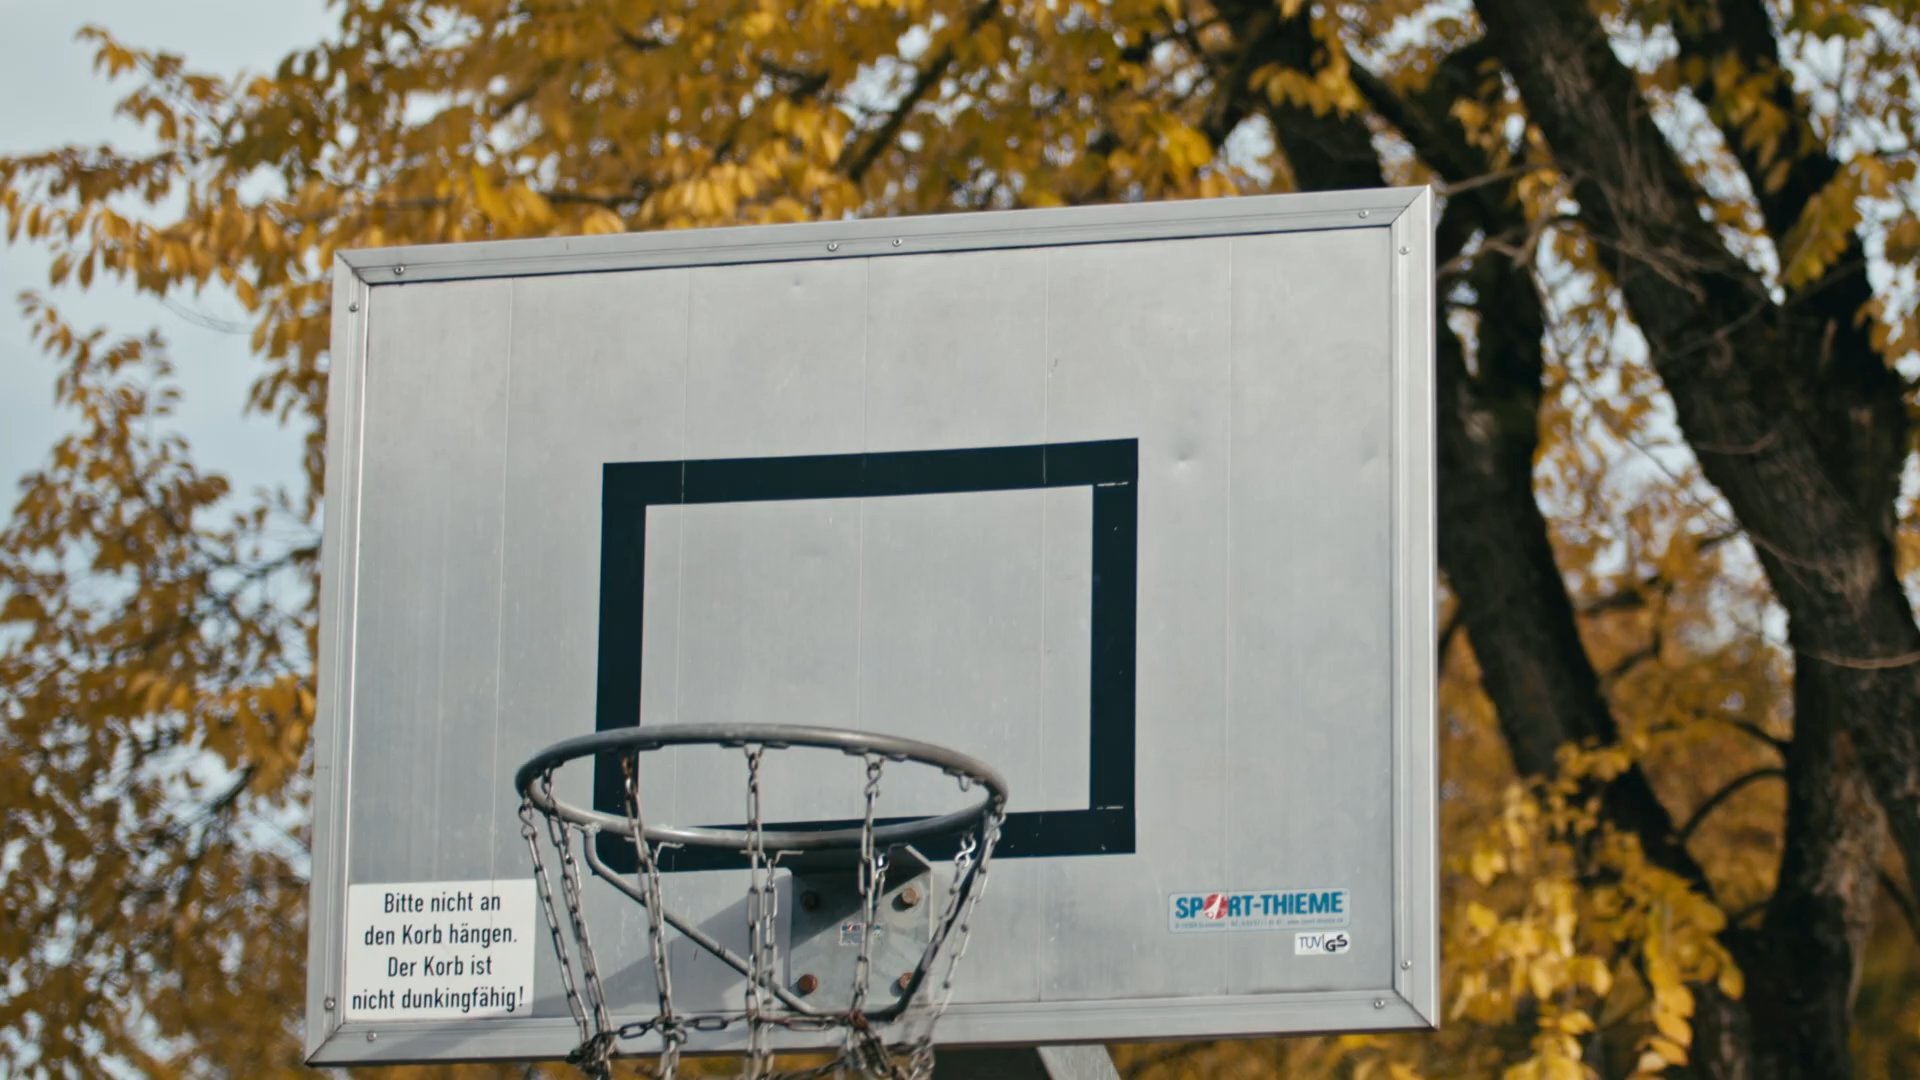 Bitte nicht an
den Korb hängen.
Der Korb ist
nicht dunkingfähig!
SPORT-THIEME
TÜV GS